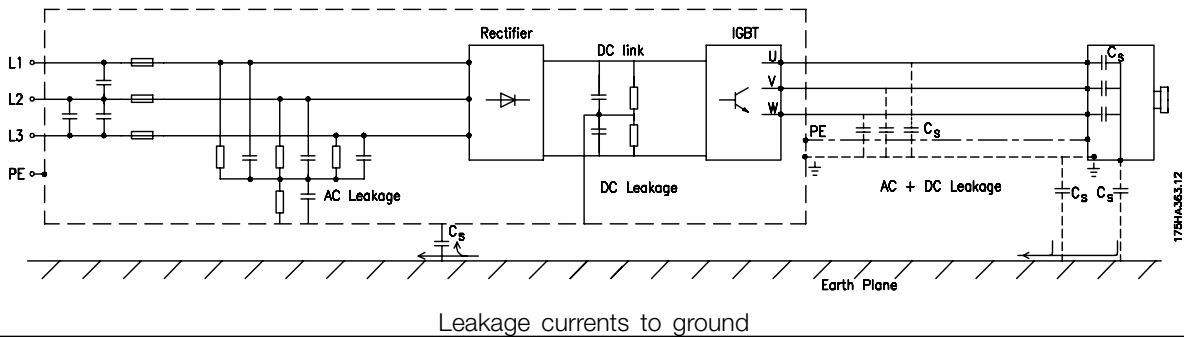 Rectifier
IGBT
DC link
U
L1
Cs
V
L2
W
L3
PE
Cs
PE
AC Leakage
DC Leakage
AC + DC Leakage
Cs
Cs
Cs
Earth Plane
175HA363.12
Leakage currents to ground